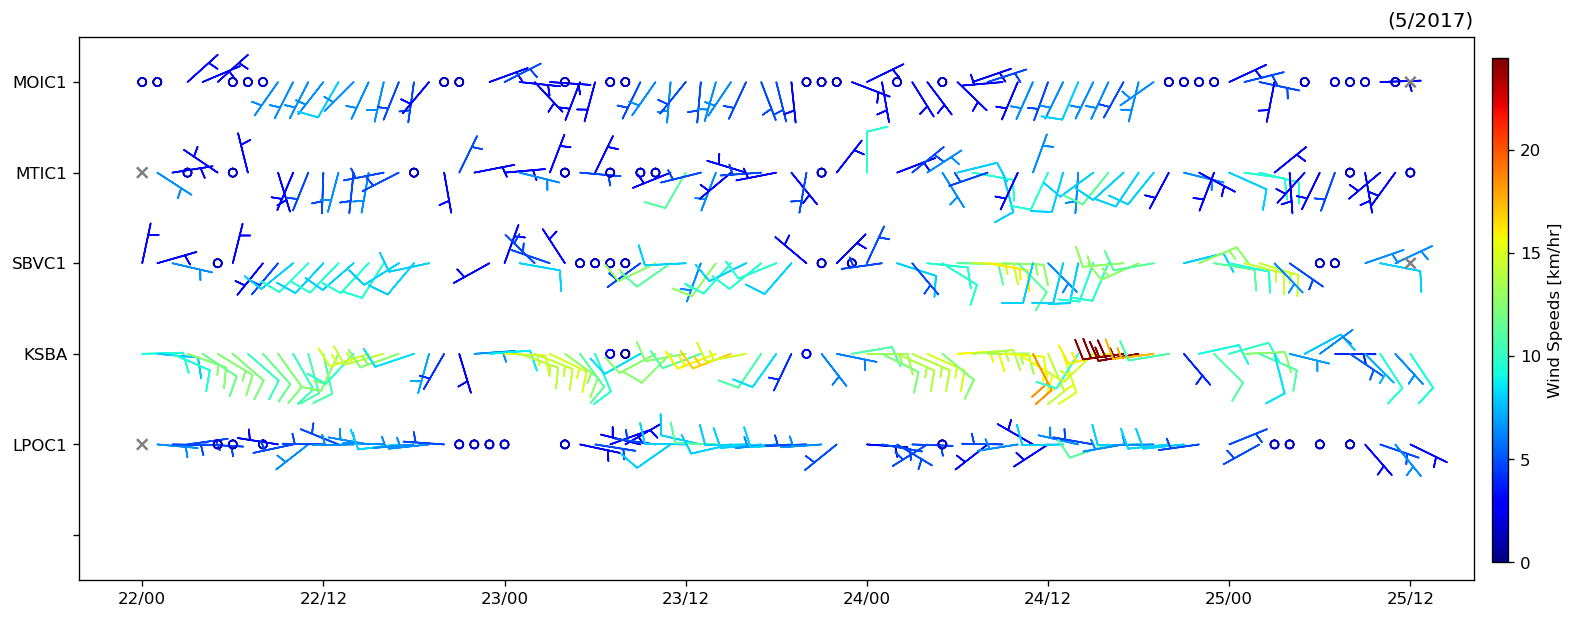 (5/2017)
MOIC1
MTIC1
SBVC1
KSBA
LPOC1
22/00 22/12 23/00 23/12 24/00 24/12 25/00 25/12
20
15
10
5
0
Wind Speeds [km/hr]